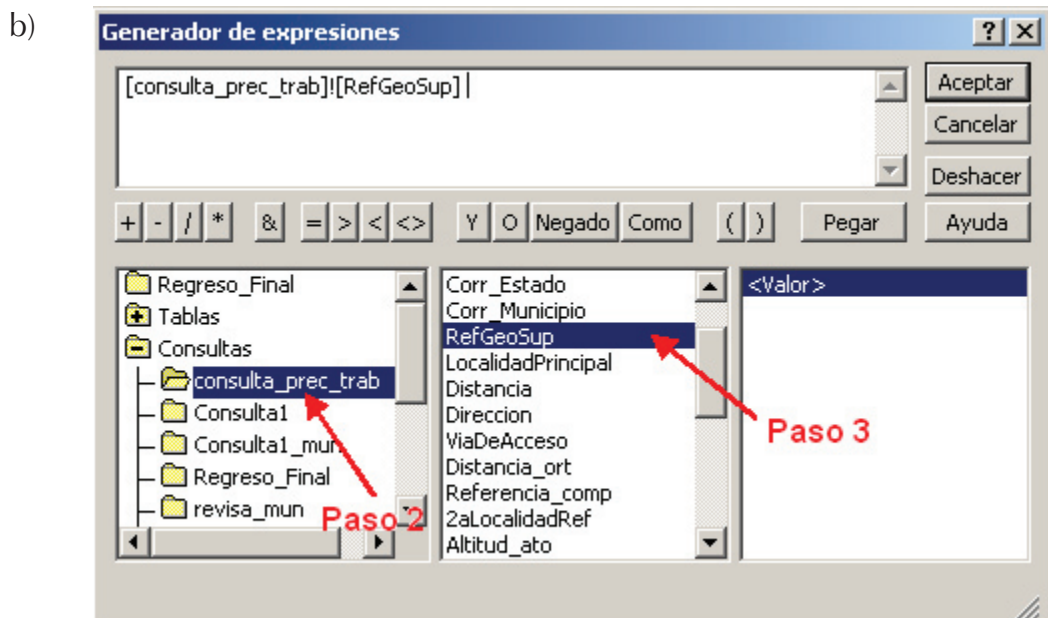 b)
Generador de expresiones
? X
[consulta_prec_trab]![RefGeoSup]
Aceptar
Cancelar
Deshacer
+ - / * & = > < <> Y O Negado Como ( ) Pegar Ayuda
Regreso_Final
Tablas
Consultas
consulta_prec_trab
Consulta1
Consulta1_mun
Regreso_Final
revisa_mun
Paso 2
Corr_Estado
Corr_Municipio
RefGeoSup
LocalidadPrincipal
Distancia
Direccion
ViaDeAcceso
Distancia_ort
Referencia_comp
2aLocalidadRef
Altitud_ato
<Valor>
Paso 3